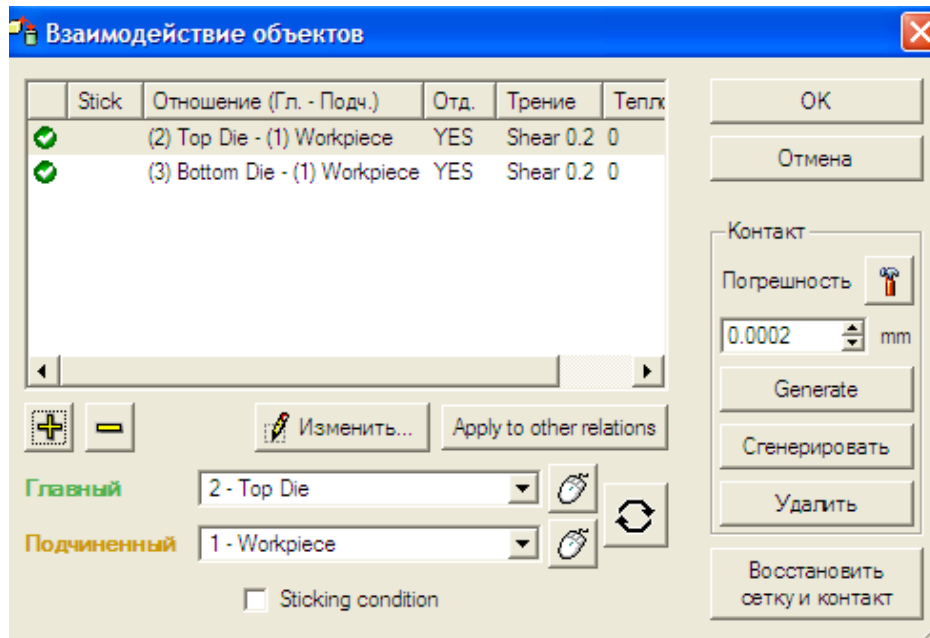 Взаимодействие объектов
Stick Отношение (Гл. - Подч.) Отд. Трение Тепло
(2) Top Die - (1) Workpiece YES Shear 0.2 0
(3) Bottom Die - (1) Workpiece YES Shear 0.2 0
OK
Отмена
Контакт
Погрешность
0.0002 mm
Generate
Сгенерировать
Удалить
Восстановить
сетку и контакт
Изменить...
Apply to other relations
Главный 2 - Top Die
Подчиненный 1 - Workpiece
Sticking condition